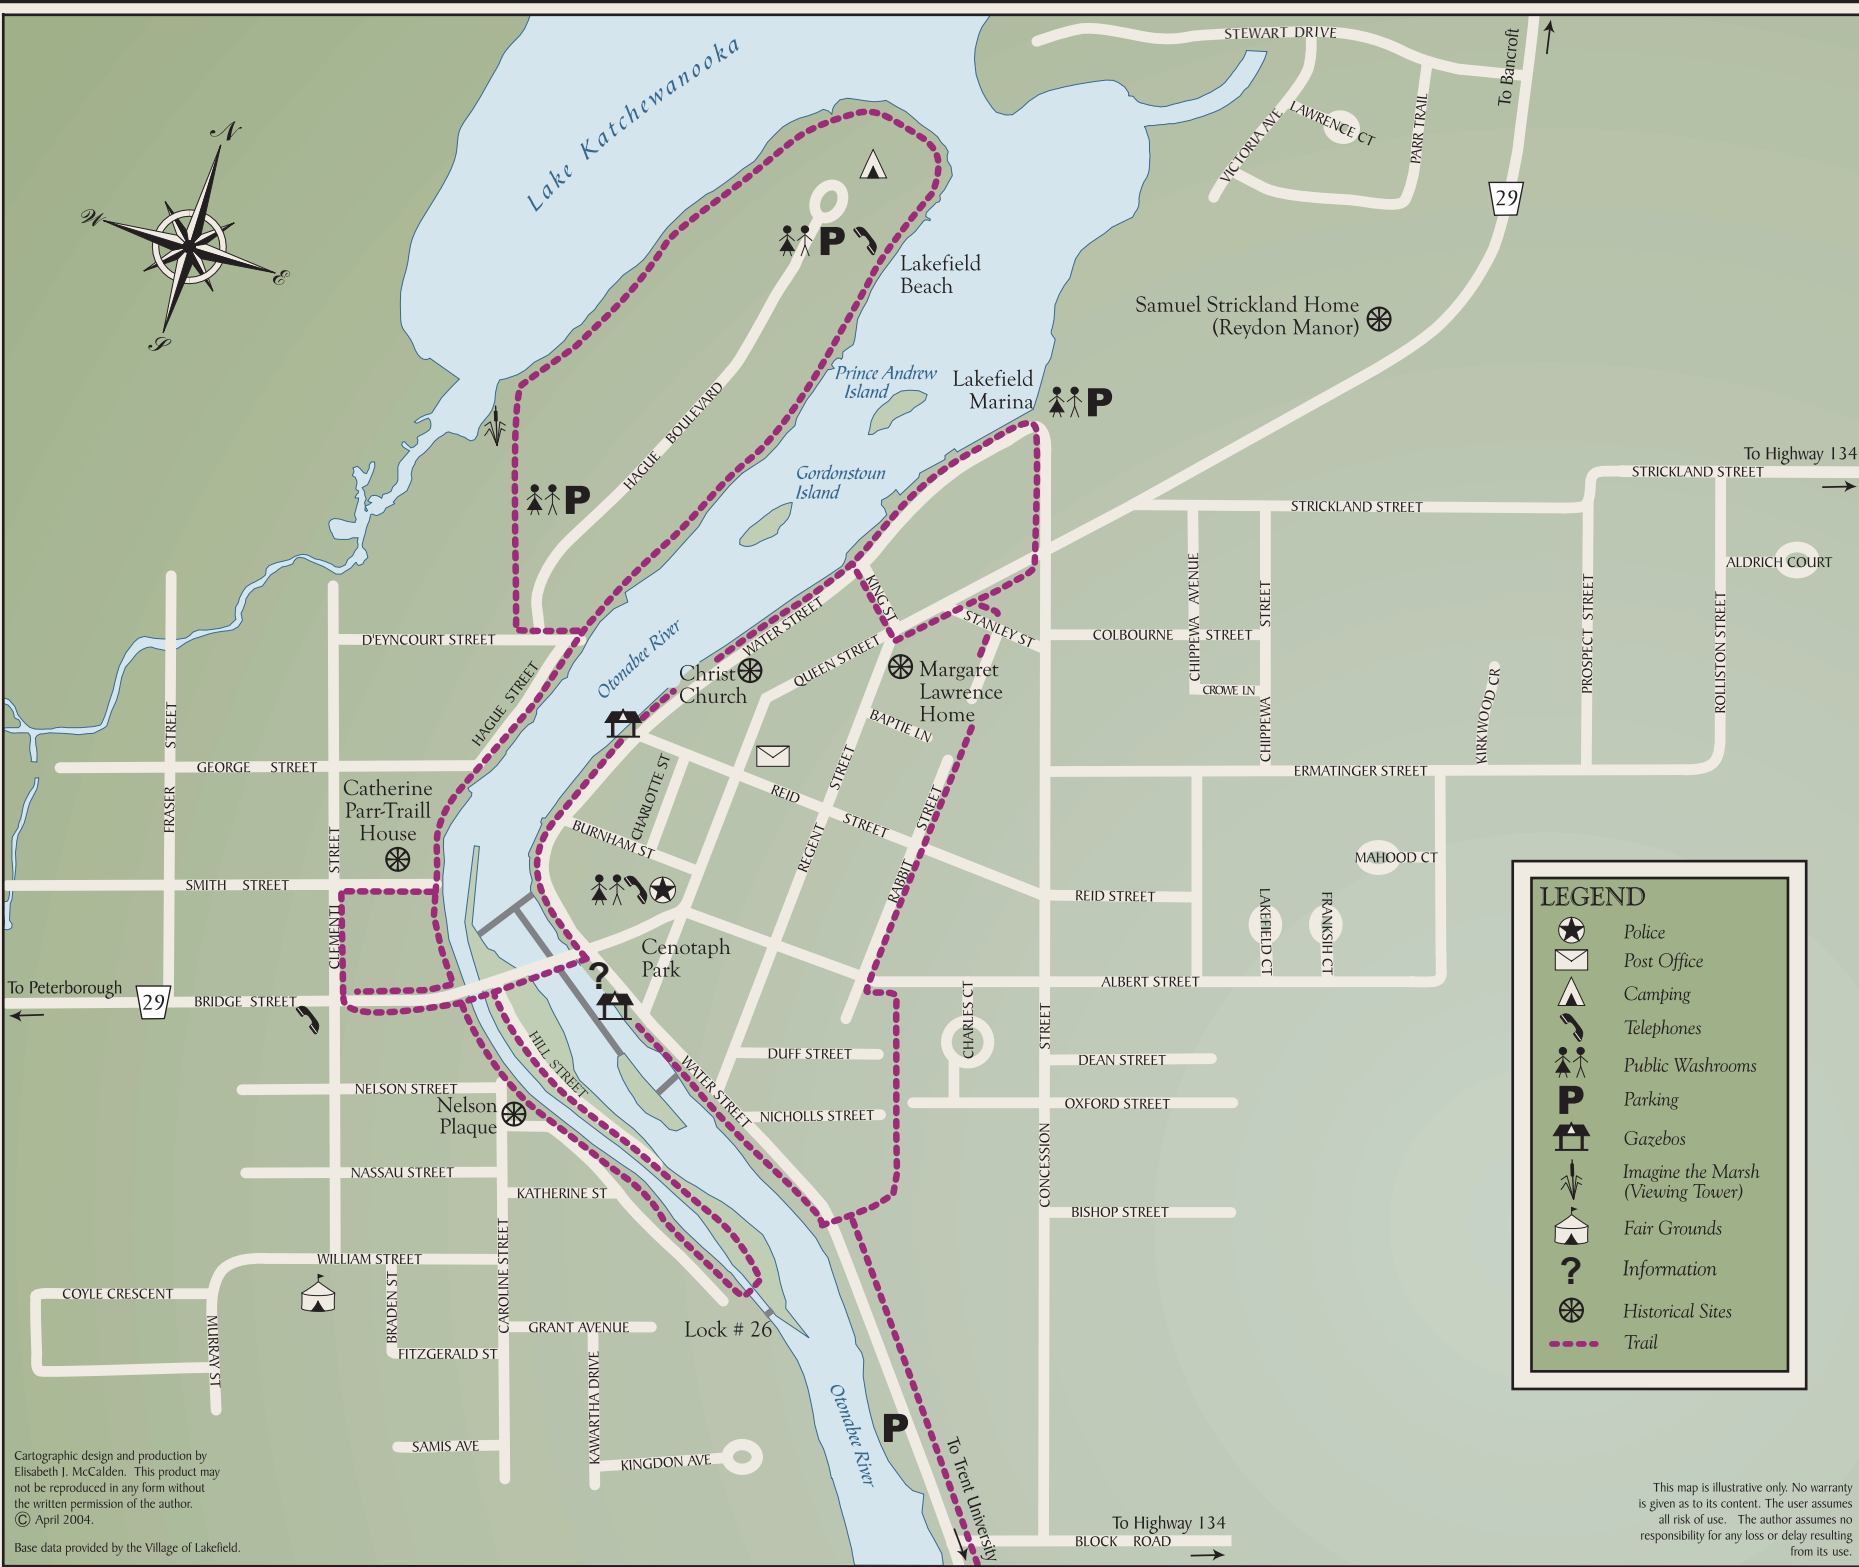 N
W
E
S
Lake Katchewanooka
STEWART DRIVE
To Bancroft
LAWRENCE CT
VICTORIA AVE
PARR TRAIL
29
P
Lakefield
Beach
Samuel Strickland Home
(Reydon Manor)
Prince Andrew
Island
Lakefield
Marina
P
HAGUE BOULEVARD
P
Gordonstoun
Island
To Highway 134
STRICKLAND STREET
STRICKLAND STREET
ALDRICH COURT
CHIPPEWA AVENUE
CHIPPEWA STREET
PROSPECT STREET
ROLLISTON STREET
KING ST
WATER STREET
STANLEY ST
COLBOURNE STREET
D'EYNCOURT STREET
Otonabee River
QUEEN STREET
Christ
Church
Margaret
Lawrence
Home
CROWE LN
KIRKWOOD CR
HAGUE STREET
BAPTIE LN
FRASER STREET
GEORGE STREET
ERMATINGER STREET
CHARLOTTE ST
REID STREET
REGENT STREET
RABBIT STREET
Catherine
Parr-Traill
House
BURNHAM ST
MAHOOD CT
SMITH STREET
CLEMENTI STREET
REID STREET
LAKEFIELD CT
FRANKSIH CT
Cenotaph
Park
?
To Peterborough
29
BRIDGE STREET
ALBERT STREET
CHARLES CT
CONCESSION STREET
HILL STREET
WATER STREET
DUFF STREET
DEAN STREET
NELSON STREET
Nelson
Plaque
NICHOLLS STREET
OXFORD STREET
NASSAU STREET
KATHERINE ST
BISHOP STREET
WILLIAM STREET
CAROLINE STREET
COYLE CRESCENT
MURRAY ST
BRADEN ST
FITZGERALD ST
GRANT AVENUE
Lock # 26
KAWARTHA DRIVE
SAMIS AVE
KINGDON AVE
Otonabee River
P
To Trent University
To Highway 134
BLOCK ROAD
LEGEND
Police
Post Office
Camping
Telephones
Public Washrooms
P Parking
Gazebos
Imagine the Marsh
(Viewing Tower)
Fair Grounds
? Information
Historical Sites
Trail
Cartographic design and production by
Elisabeth J. McCalden. This product may
not be reproduced in any form without
the written permission of the author.
© April 2004.
Base data provided by the Village of Lakefield.
This map is illustrative only. No warranty
is given as to its content. The user assumes
all risk of use. The author assumes no
responsibility for any loss or delay resulting
from its use.